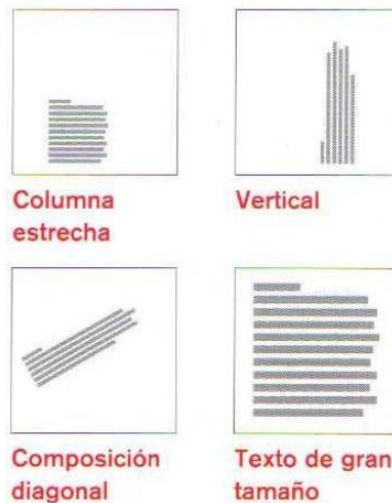 Columna
estrecha
Vertical
Composición
diagonal
Texto de gran
tamaño